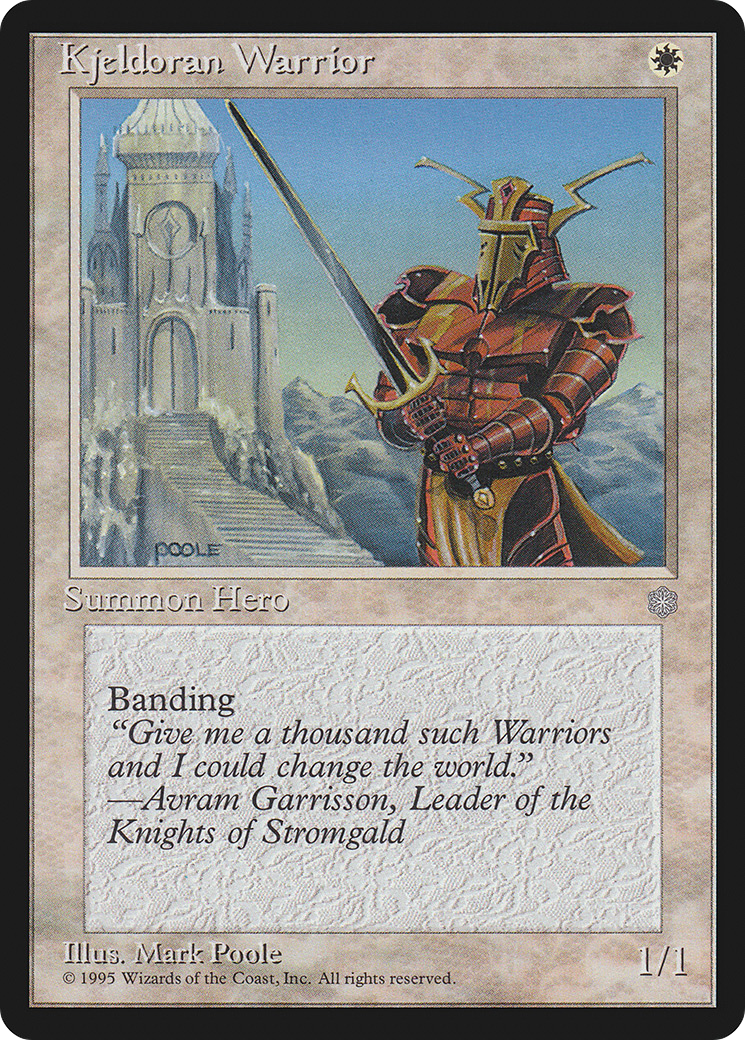 Kjeldoran Warrior
POOLE
Summon Hero
Banding
“Give me a thousand such Warriors
and I could change the world.”
—Avram Garrisson, Leader of the
Knights of Stromgald
Illus. Mark Poole
1/1
© 1995 Wizards of the Coast, Inc. All rights reserved.